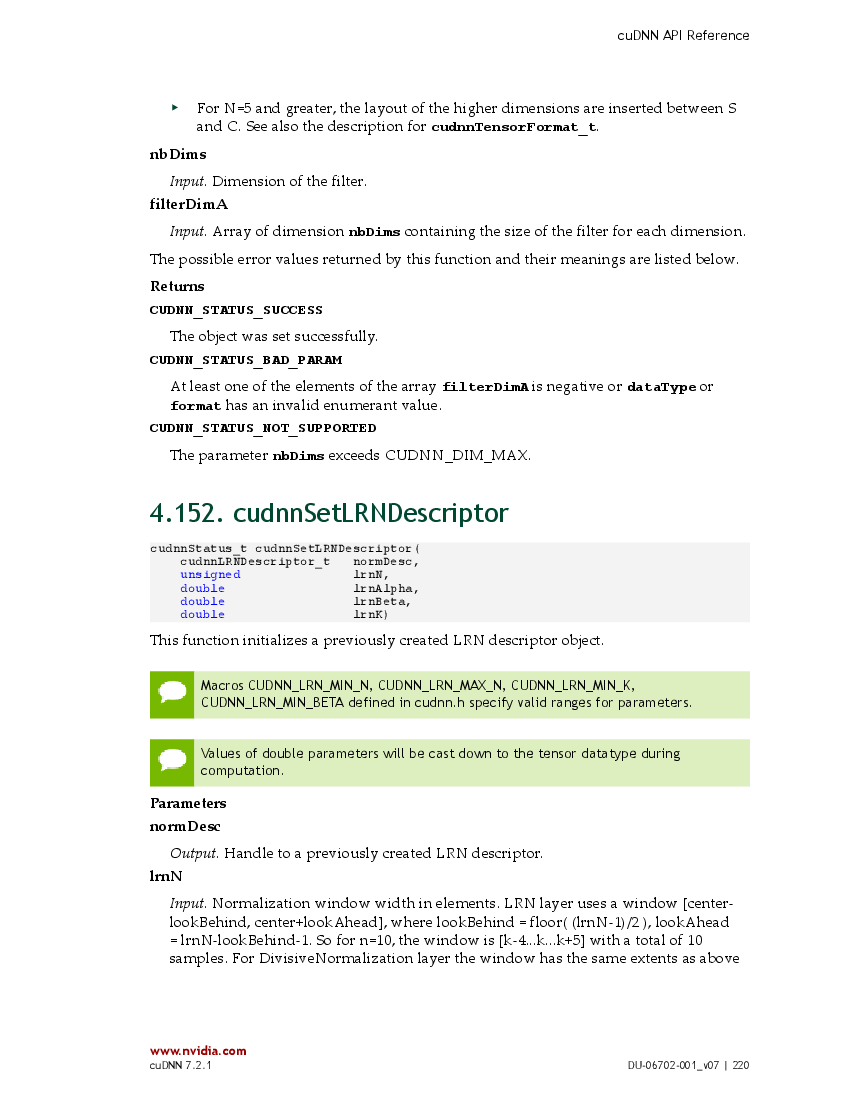 cuDNN API Reference
‣ For N=5 and greater, the layout of the higher dimensions are inserted between S
and C. See also the description for cudnnTensorFormat_t.
nbDims
Input. Dimension of the filter.
filterDimA
Input. Array of dimension nbDims containing the size of the filter for each dimension.
The possible error values returned by this function and their meanings are listed below.
Returns
CUDNN_STATUS_SUCCESS
The object was set successfully.
CUDNN_STATUS_BAD_PARAM
At least one of the elements of the array filterDimA is negative or dataType or
format has an invalid enumerant value.
CUDNN_STATUS_NOT_SUPPORTED
The parameter nbDims exceeds CUDNN_DIM_MAX.
4.152. cudnnSetLRNDescriptor
cudnnStatus_t cudnnSetLRNDescriptor(
    cudnnLRNDescriptor_t   normDesc,
    unsigned               lrnN,
    double                 lrnAlpha,
    double                 lrnBeta,
    double                 lrnK)
This function initializes a previously created LRN descriptor object.
Macros CUDNN_LRN_MIN_N, CUDNN_LRN_MAX_N, CUDNN_LRN_MIN_K,
CUDNN_LRN_MIN_BETA defined in cudnn.h specify valid ranges for parameters.
Values of double parameters will be cast down to the tensor datatype during
computation.
Parameters
normDesc
Output. Handle to a previously created LRN descriptor.
lrnN
Input. Normalization window width in elements. LRN layer uses a window [center-
lookBehind, center+lookAhead], where lookBehind = floor( (lrnN-1)/2 ), lookAhead
= lrnN-lookBehind-1. So for n=10, the window is [k-4...k...k+5] with a total of 10
samples. For DivisiveNormalization layer the window has the same extents as above
www.nvidia.com
cuDNN 7.2.1
DU-06702-001_v07 | 220